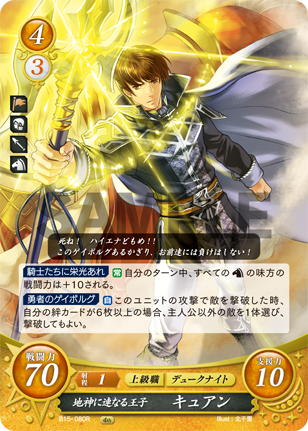 4
3
SAMPLE
死ね! ハイエナどもめ!!
このゲイボルグあるかぎり、お前達には負けはしない!
騎士たちに栄光あれ 常 自分のターン中、すべての の味方の
戦闘力は+10される。
勇者のゲイボルグ 自 このユニットの攻撃で敵を撃破した時、
自分の絆カードが6枚以上の場合、主人公以外の敵を1体選び、
撃破してもよい。
戦闘力 70
射程 1 上級職 デュークナイト
支援力 10
地神に連なる王子 キュアン
B15-080R
Illust:北千里